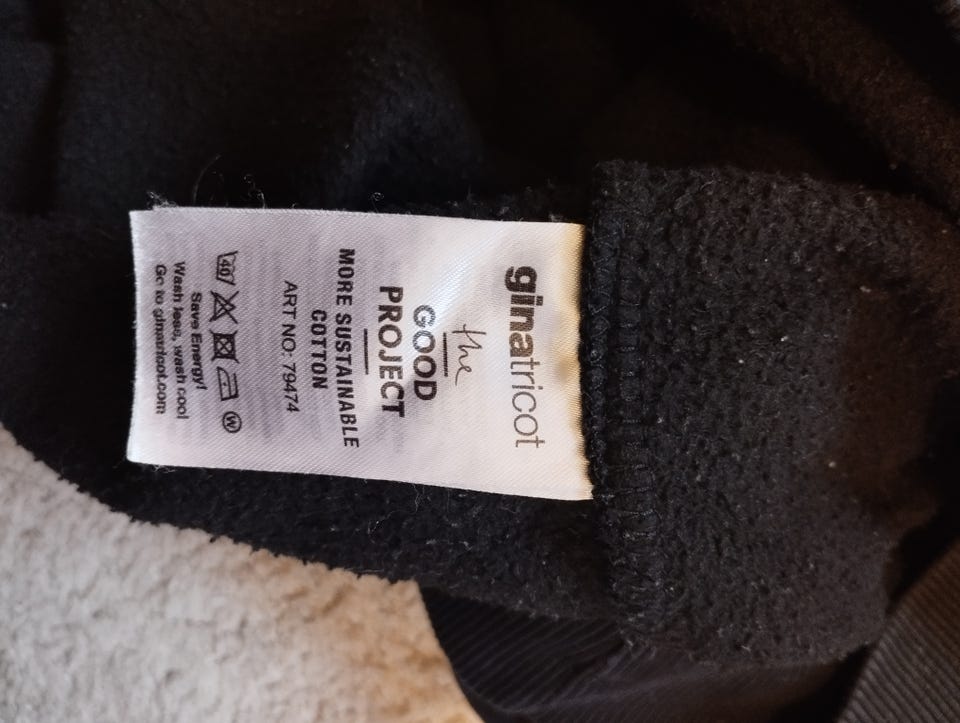 ginatricot
the
GOOD
PROJECT
MORE SUSTAINABLE
COTTON
ART NO: 79474
40 W
Save Energy!
Wash less, wash cool
Go to ginatricot.com